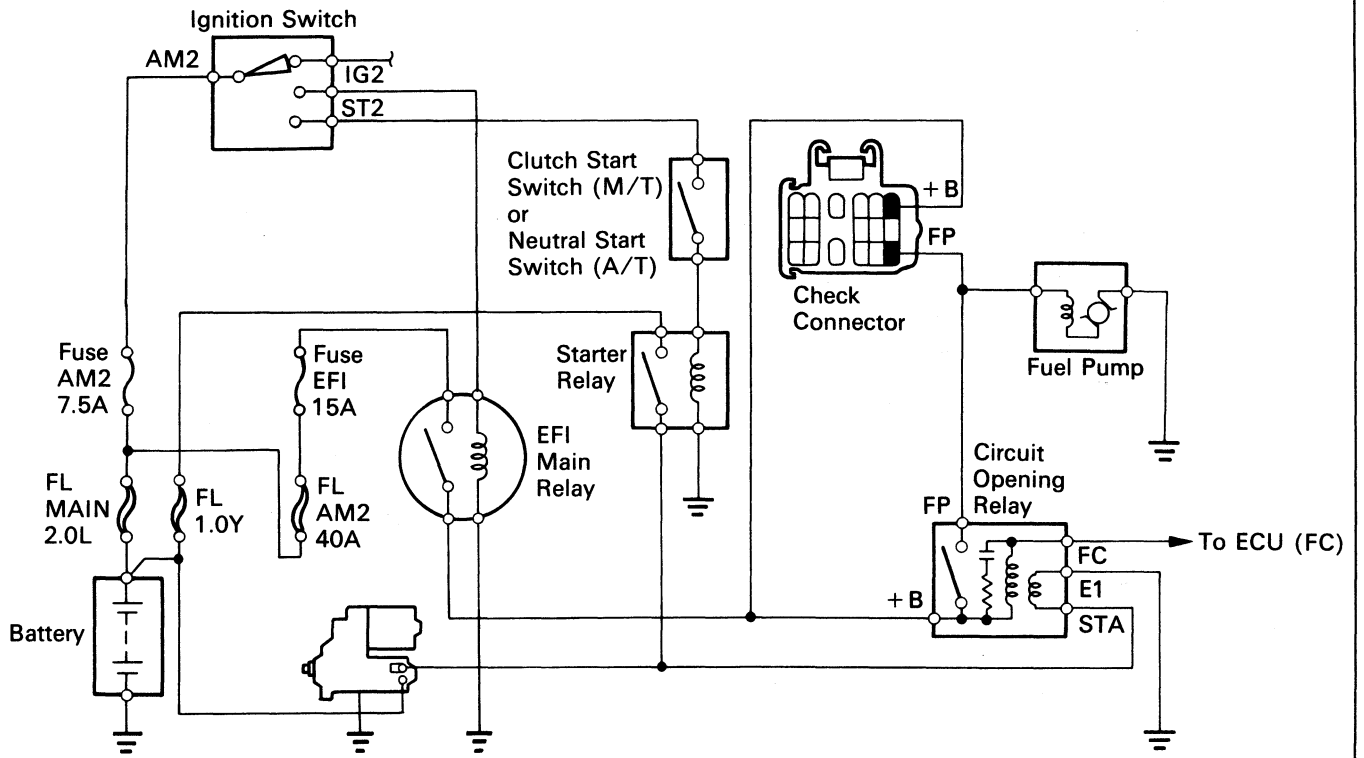 Ignition Switch
AM2
IG2
ST2
Clutch Start
Switch (M/T)
or
Neutral Start
Switch (A/T)
+B
FP
Check
Connector
Fuel Pump
Fuse
AM2
7.5A
Fuse
EFI
15A
Starter
Relay
EFI
Main
Relay
FL
MAIN
2.0L
FL
1.0Y
FL
AM2
40A
Circuit
Opening
Relay
FP
FC
To ECU (FC)
E1
+B
STA
Battery